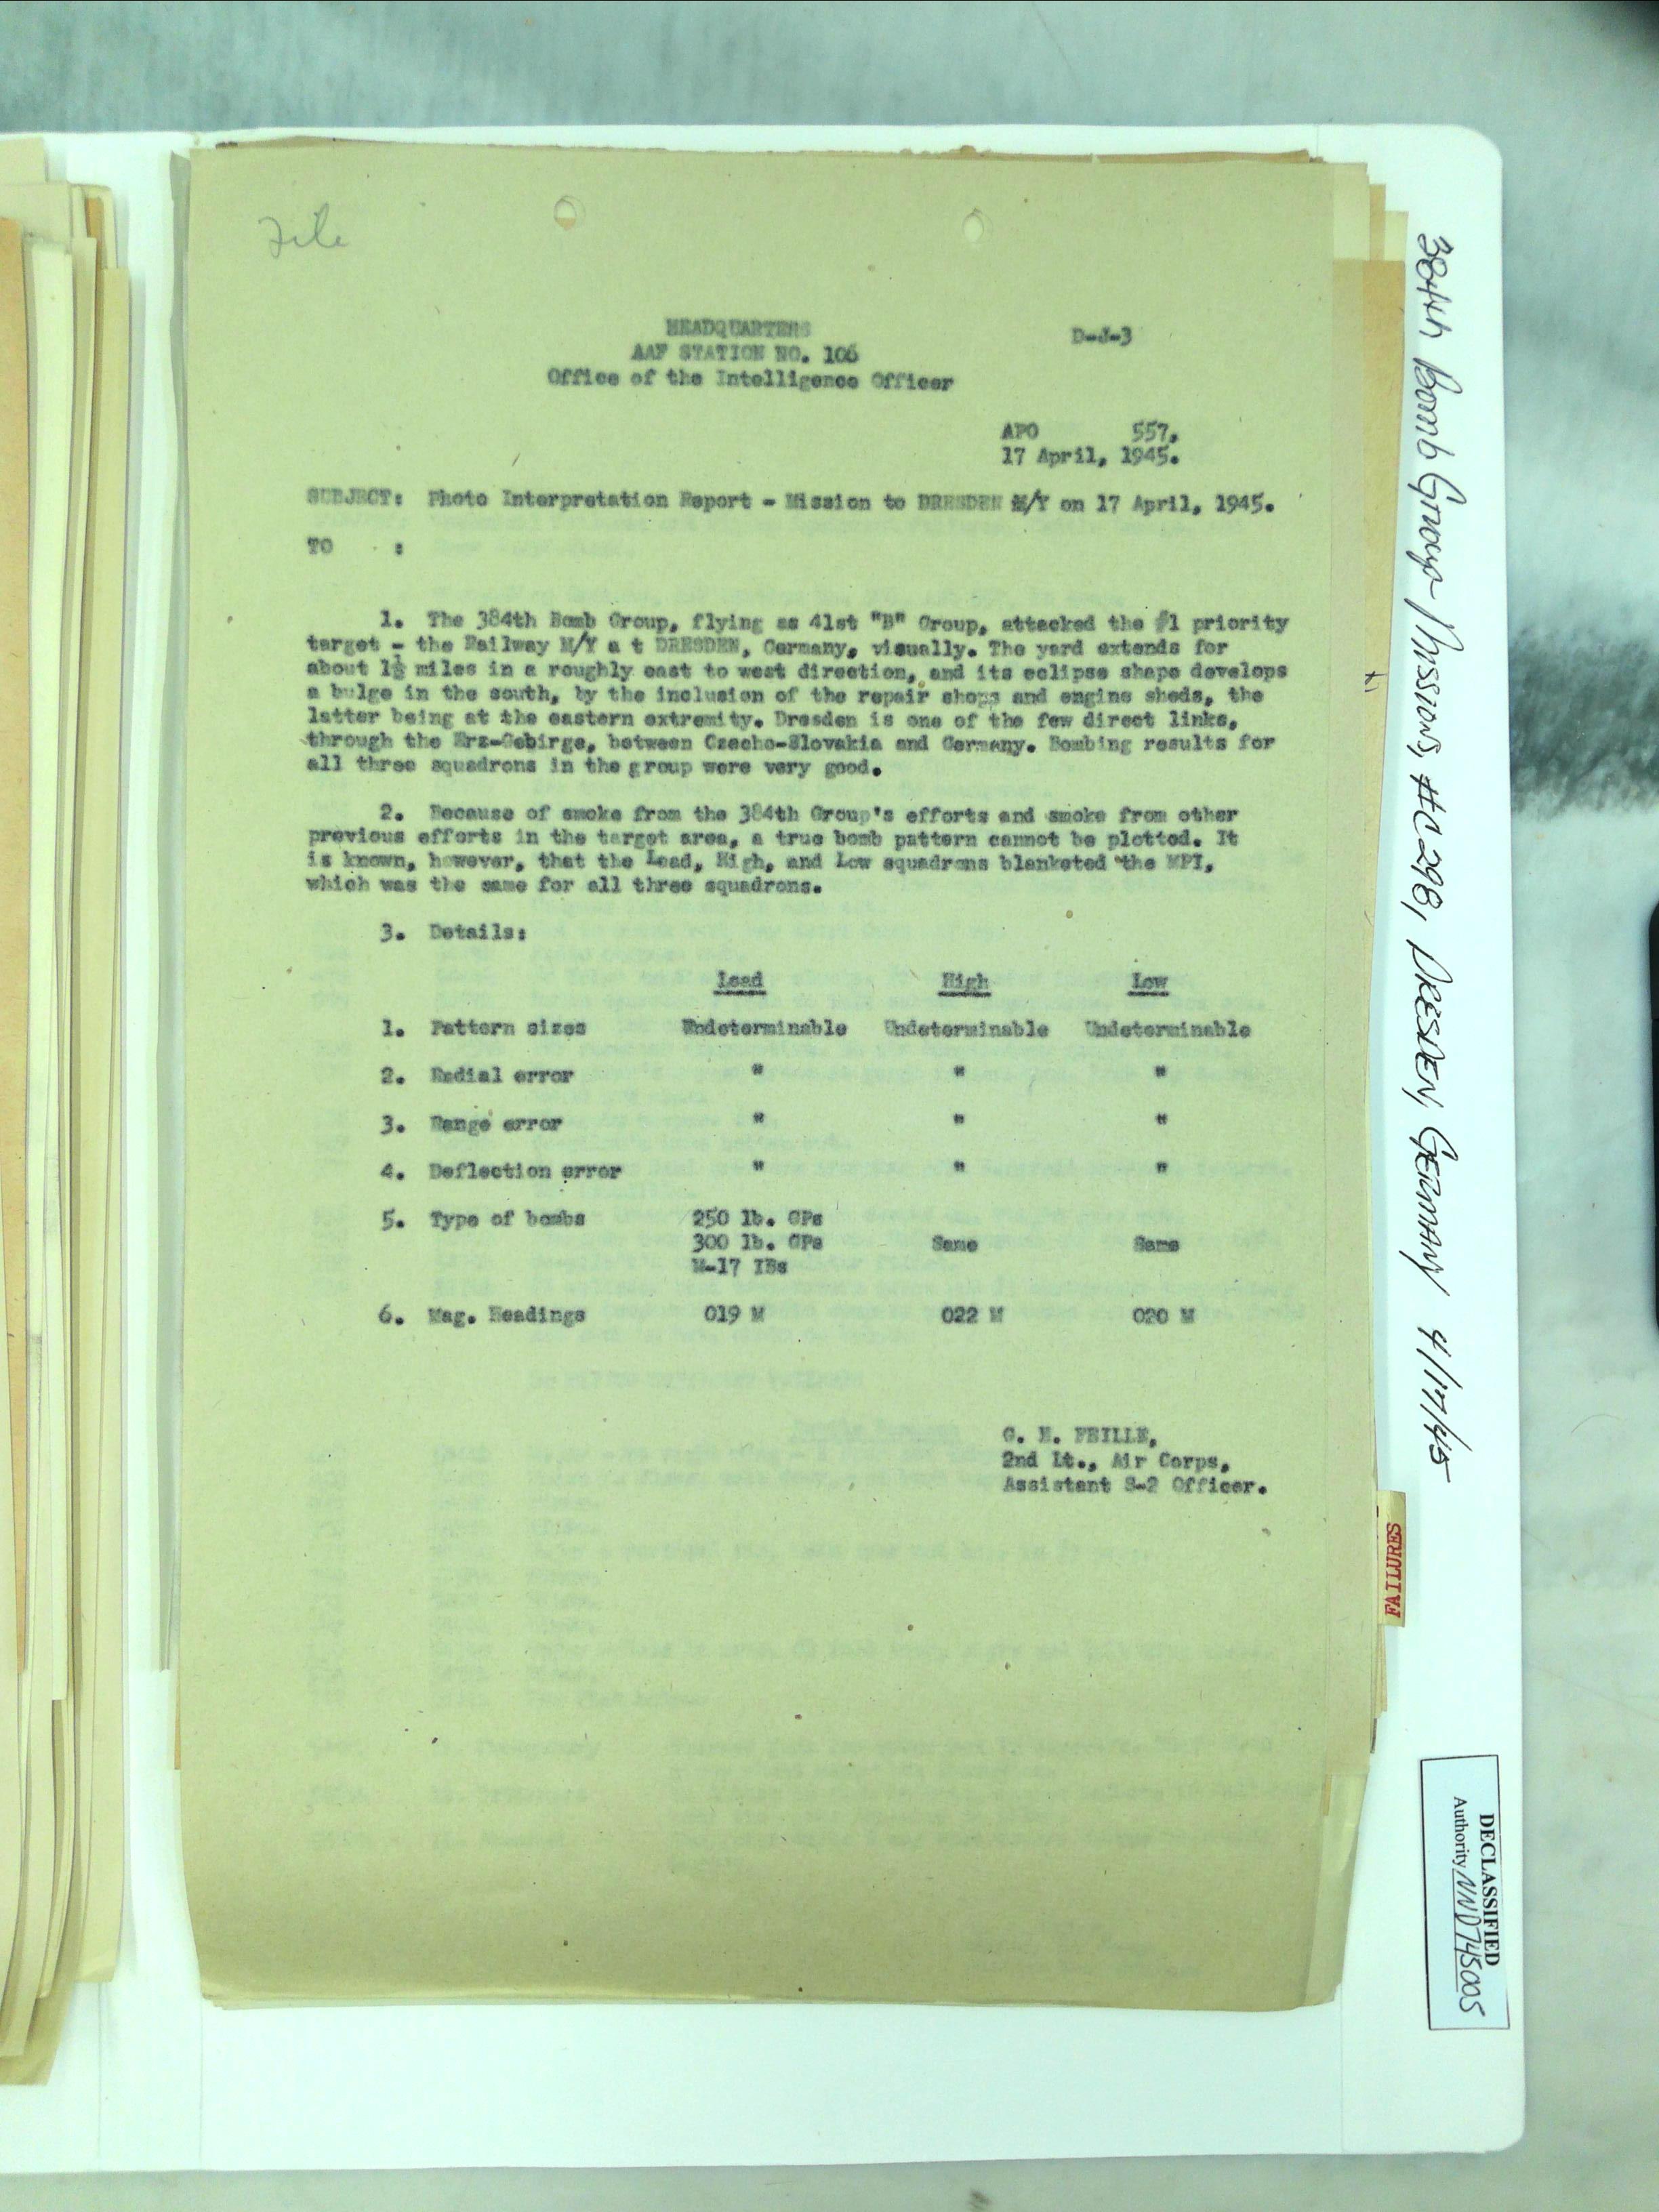 File
HEADQUARTERS
AAF STATION NO. 106
Office of the Intelligence Officer
D-J-3
APO 557,
17 April, 1945.
SUBJECT: Photo Interpretation Report - Mission to DRESDEN M/Y on 17 April, 1945.
TO :
1. The 384th Bomb Group, flying as 41st "B" Group, attacked the #1 priority
target - the Railway M/Y a t DRESDEN, Germany, visually. The yard extends for
about 1½ miles in a roughly east to west direction, and its eclipse shape develops
a bulge in the south, by the inclusion of the repair shops and engine sheds, the
latter being at the eastern extremity. Dresden is one of the few direct links,
through the Erz-Gebirge, between Czecho-Slovakia and Germany. Bombing results for
all three squadrons in the group were very good.
2. Because of smoke from the 384th Group's efforts and smoke from other
previous efforts in the target area, a true bomb pattern cannot be plotted. It
is known, however, that the Lead, High, and Low squadrons blanketed the MPI,
which was the same for all three squadrons.
3. Details:
Lead High Low
1. Pattern sizes Undeterminable Undeterminable Undeterminable
2. Radial error " " "
3. Range error " " "
4. Deflection error " " "
5. Type of bombs 250 lb. GPs
300 lb. GPs Same Same
M-17 IBs
6. Mag. Headings 019 M 022 M 020 M
G. H. FEILLE,
2nd Lt., Air Corps,
Assistant S-2 Officer.
384th Bomb Group Missions, #C298, DRESDEN, GERMANY 4/17/45
FAILURES
DECLASSIFIED
Authority NND 745005